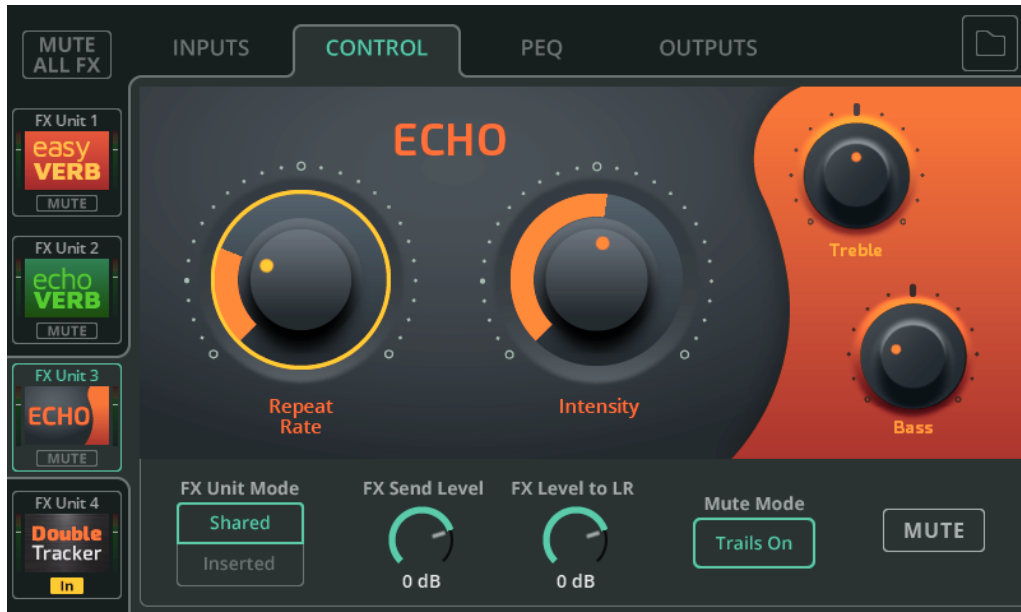 MUTE
ALL FX
INPUTS
CONTROL
PEQ
OUTPUTS
FX Unit 1
easy
VERB
MUTE
FX Unit 2
echo
VERB
MUTE
FX Unit 3
ECHO
MUTE
FX Unit 4
Double
Tracker
In
ECHO
Repeat
Rate
Intensity
Treble
Bass
FX Unit Mode
Shared
Inserted
FX Send Level
0 dB
FX Level to LR
0 dB
Mute Mode
Trails On
MUTE